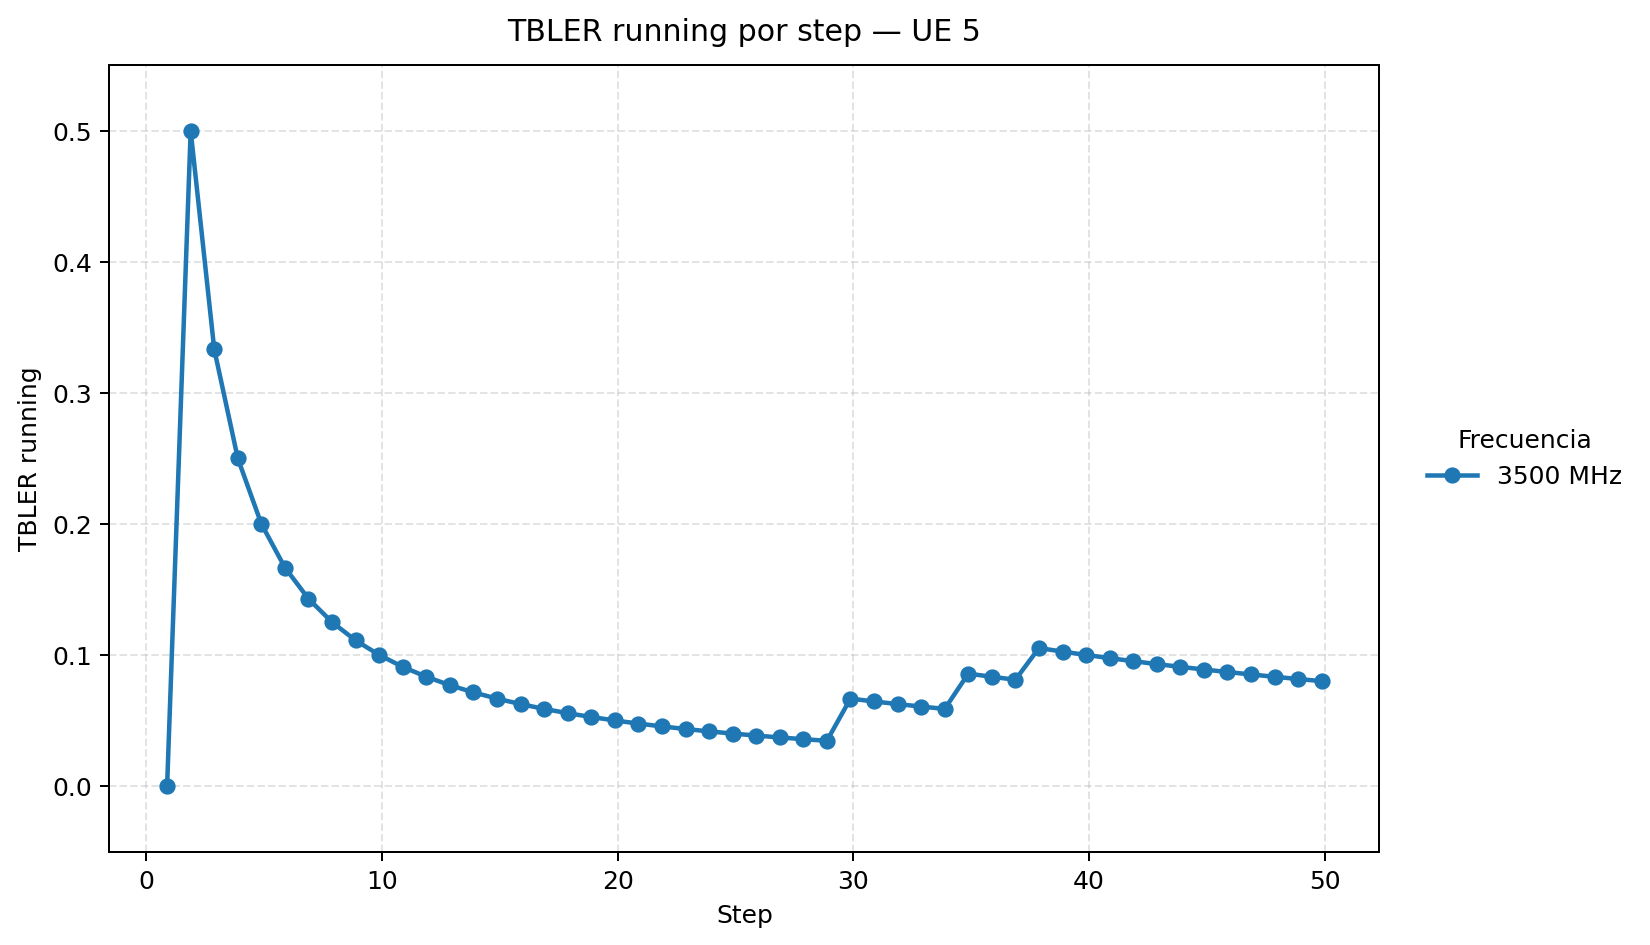 TBLER running por step — UE 5
TBLER running
0.5
0.4
0.3
0.2
0.1
0.0
0 10 20 30 40 50
Step
Frecuencia
3500 MHz